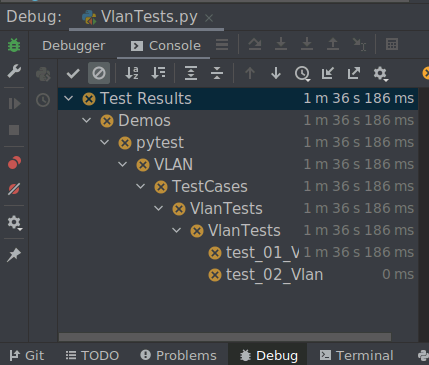 Debug: VlanTests.py ×
Debugger Console
Test Results 1 m 36 s 186 ms
Demos 1 m 36 s 186 ms
pytest 1 m 36 s 186 ms
VLAN 1 m 36 s 186 ms
TestCases 1 m 36 s 186 ms
VlanTests 1 m 36 s 186 ms
VlanTests 1 m 36 s 186 ms
test_01_V 1 m 36 s 186 ms
test_02_Vlan 0 ms
Git TODO Problems Debug Terminal